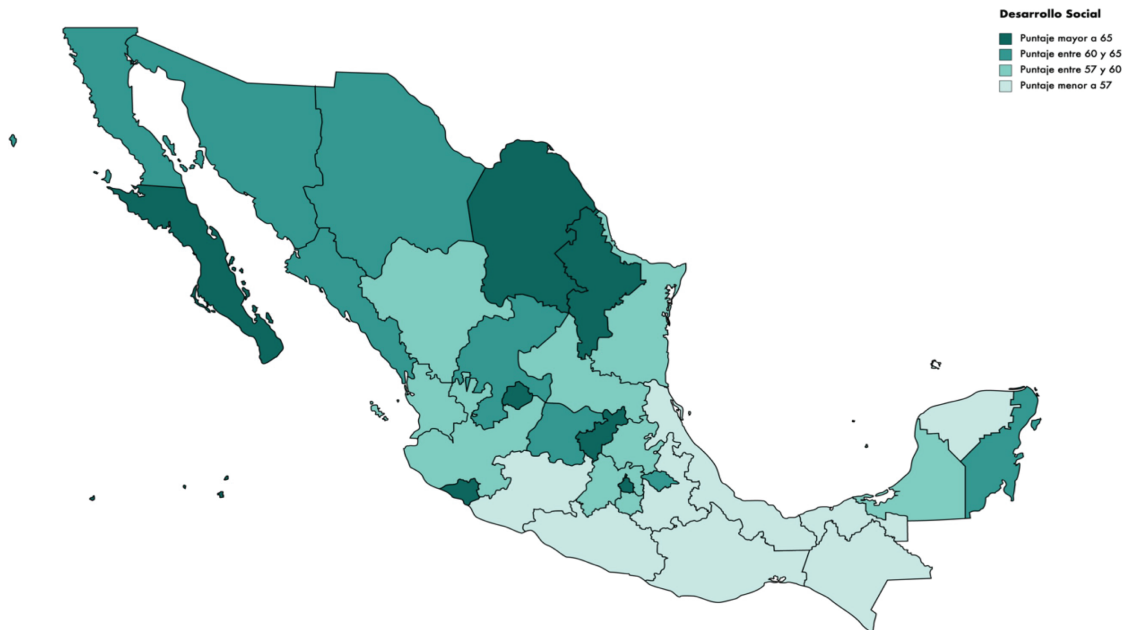 Desarrollo Social
Puntaje mayor a 65
Puntaje entre 60 y 65
Puntaje entre 57 y 60
Puntaje menor a 57